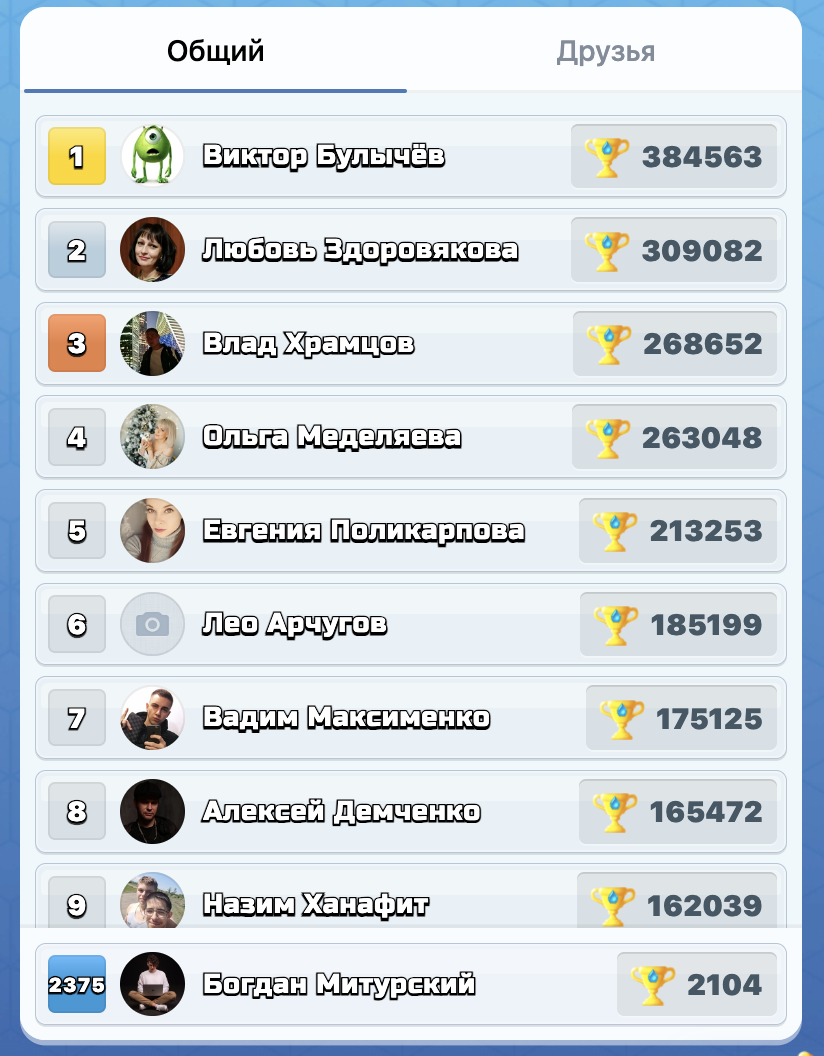 Общий Друзья
1 Виктор Булычёв 384563
2 Любовь Здоровякова 309082
3 Влад Храмцов 268652
4 Ольга Меделяева 263048
5 Евгения Поликарпова 213253
6 Лео Арчугов 185199
7 Вадим Максименко 175125
8 Алексей Демченко 165472
9 Назим Ханафит 162039
2375 Богдан Митурский 2104